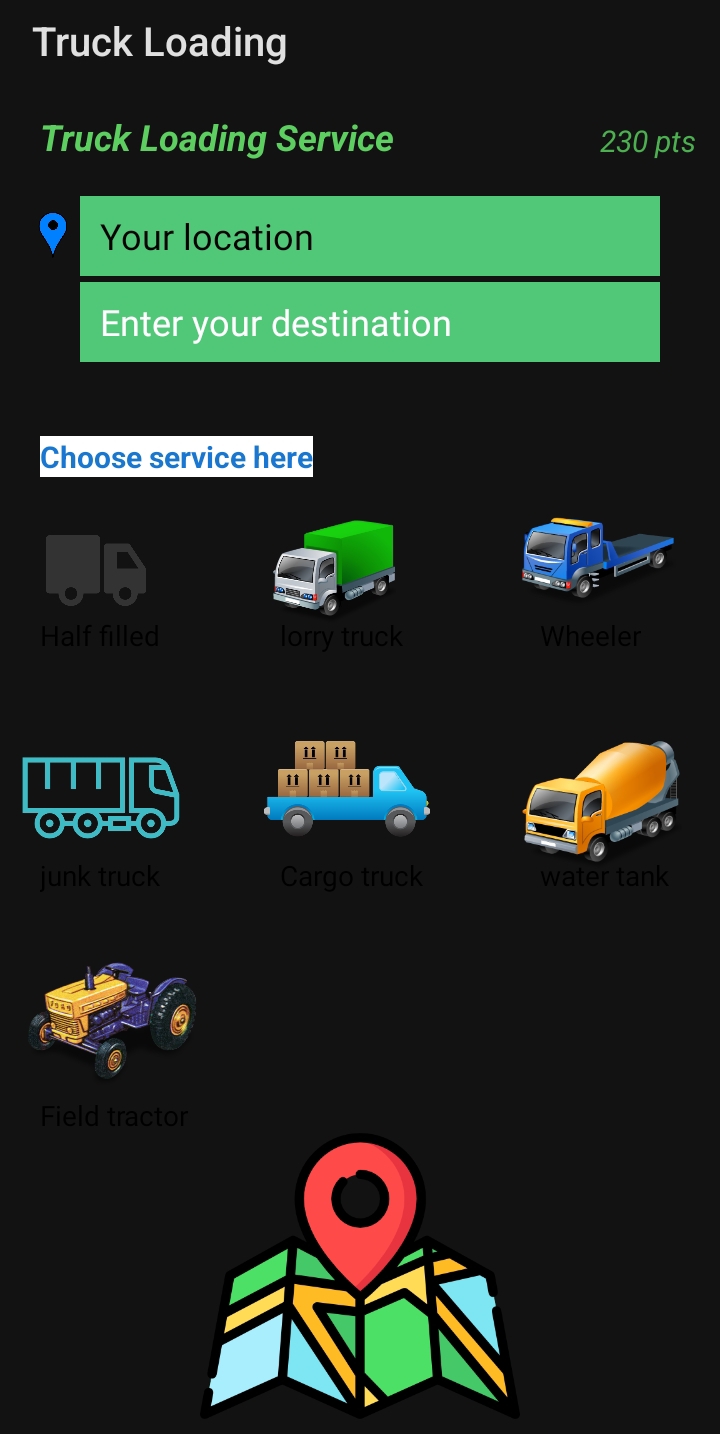 Truck Loading
Truck Loading Service
230 pts
Your location
Enter your destination
Choose service here
Half filled
lorry truck
Wheeler
junk truck
Cargo truck
water tank
Field tractor